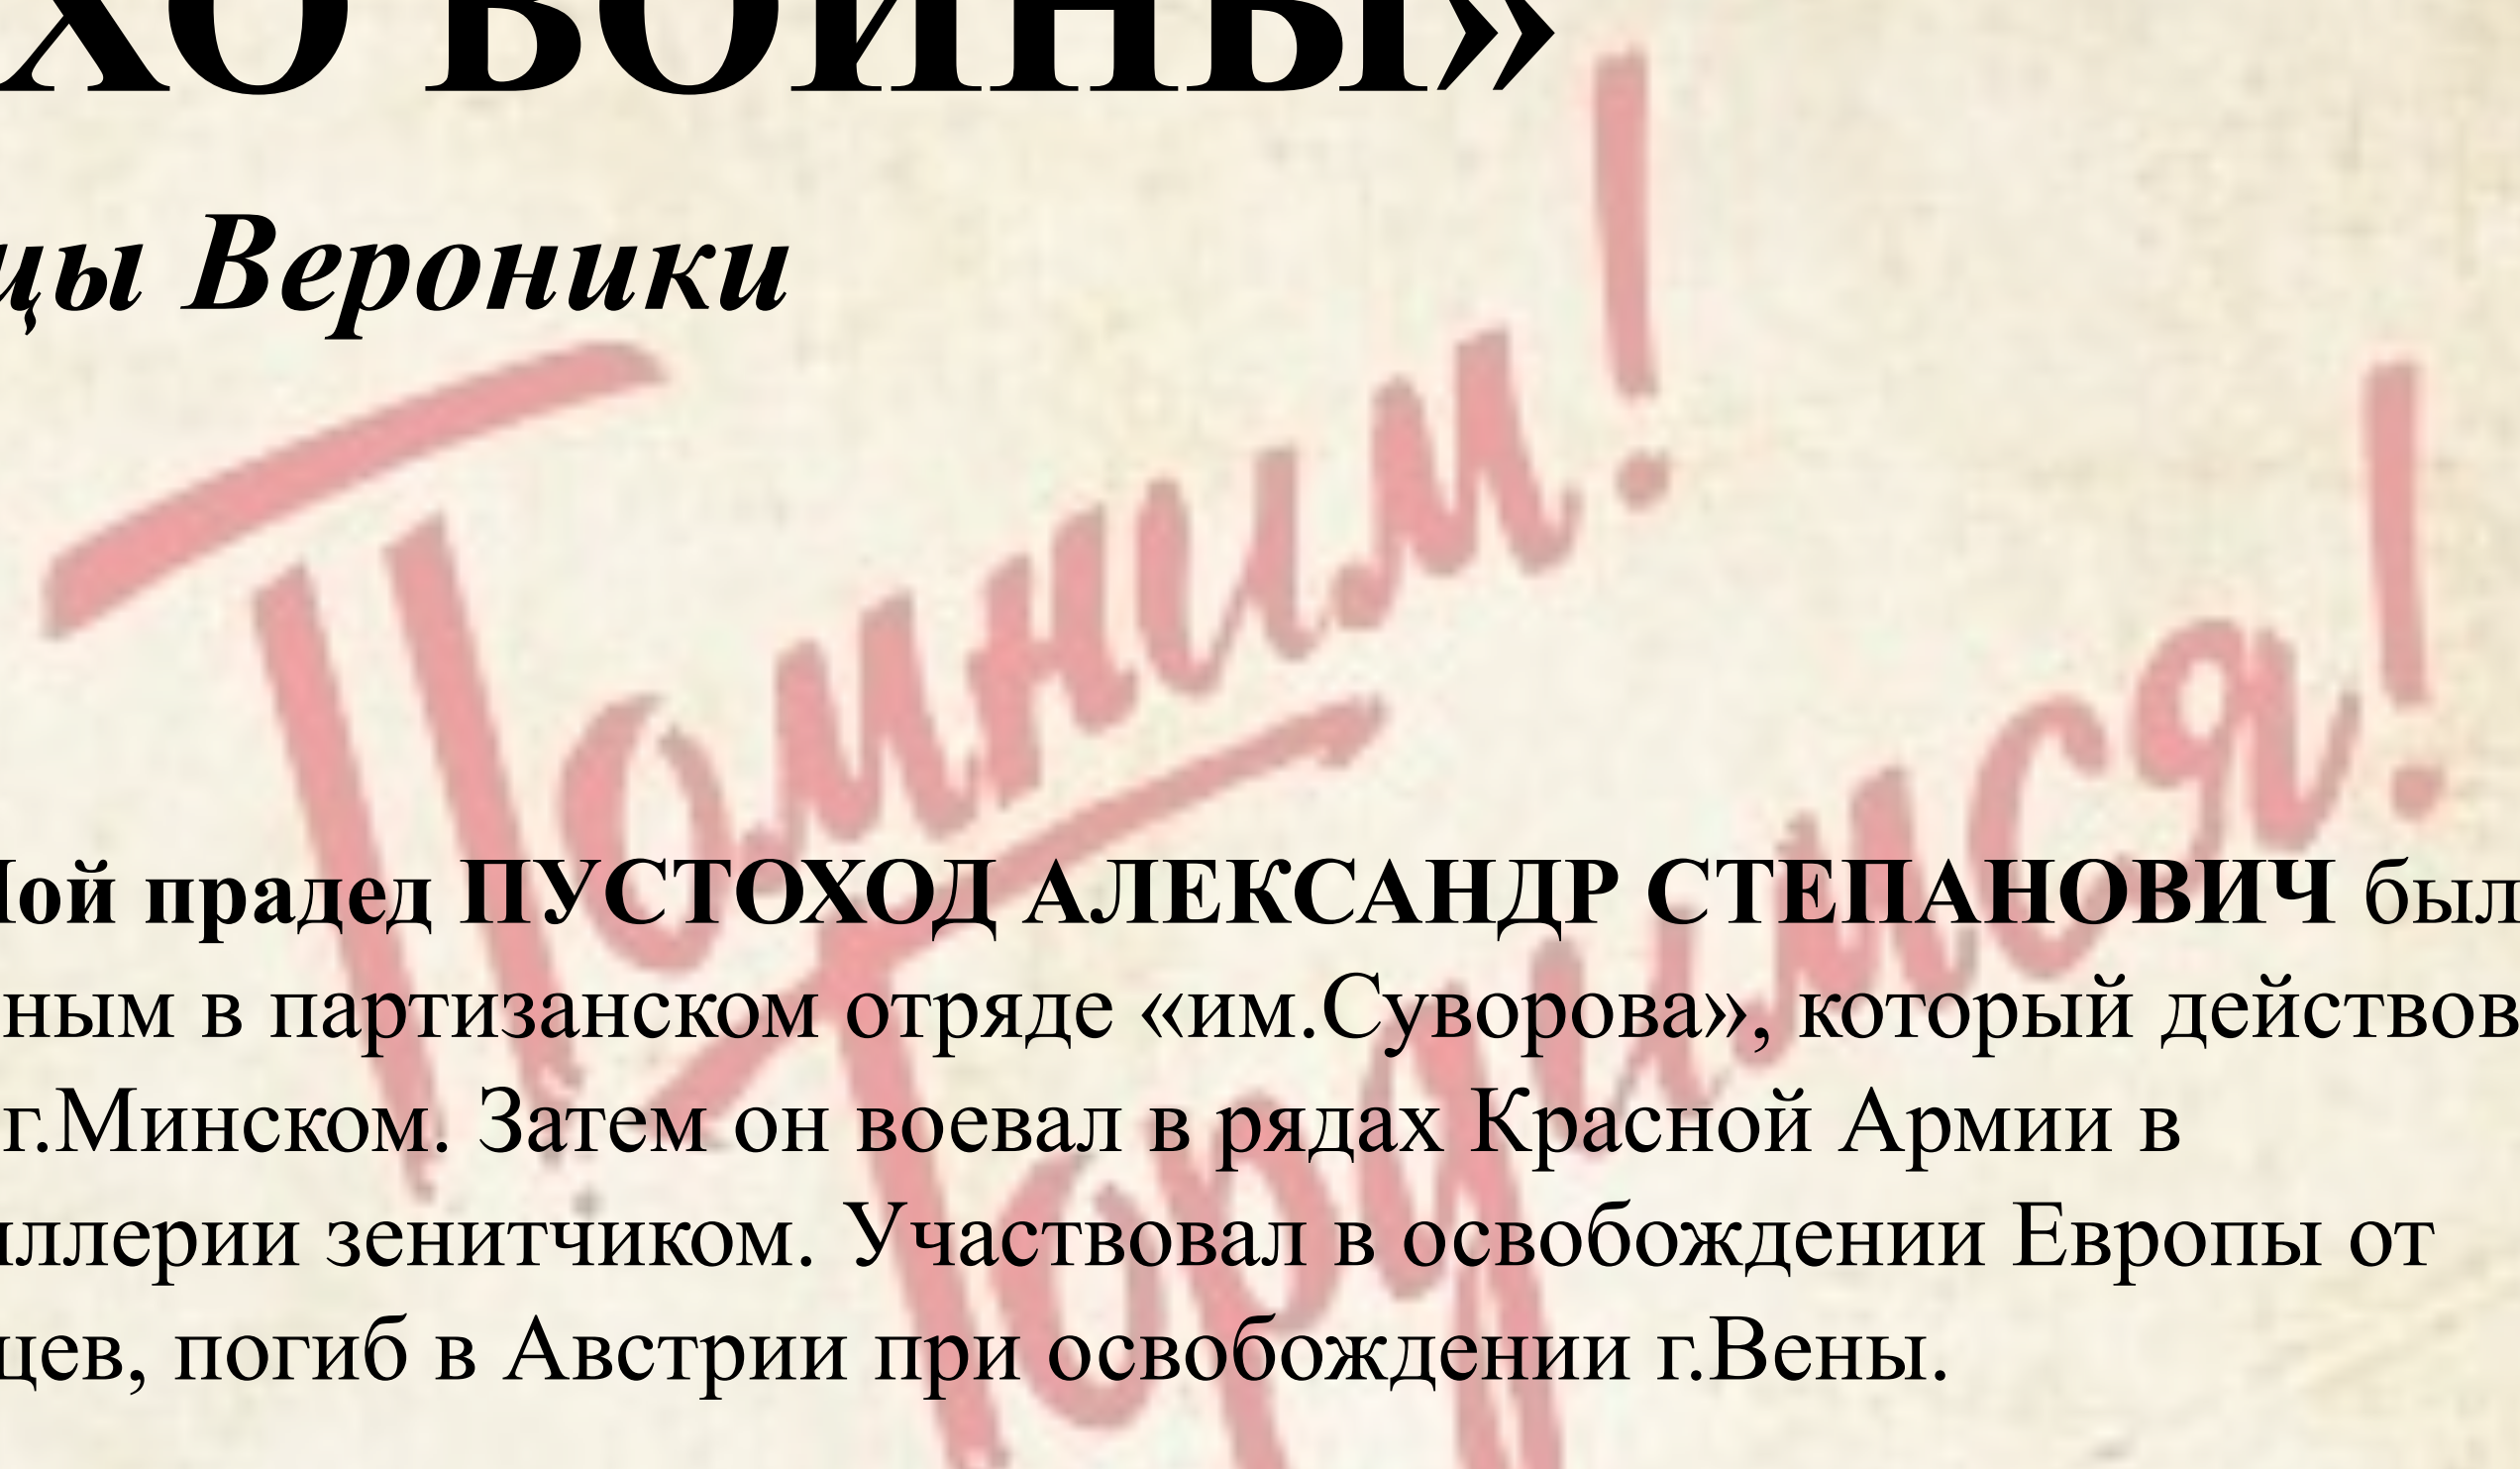 ХО ВОЙНЫ»
цы Вероники
Помним!
Гордимся!
Мой прадед ПУСТОХОД АЛЕКСАНДР СТЕПАНОВИЧ был
ным в партизанском отряде «им.Суворова», который действов
г.Минском. Затем он воевал в рядах Красной Армии в
иллерии зенитчиком. Участвовал в освобождении Европы от
цев, погиб в Австрии при освобождении г.Вены.